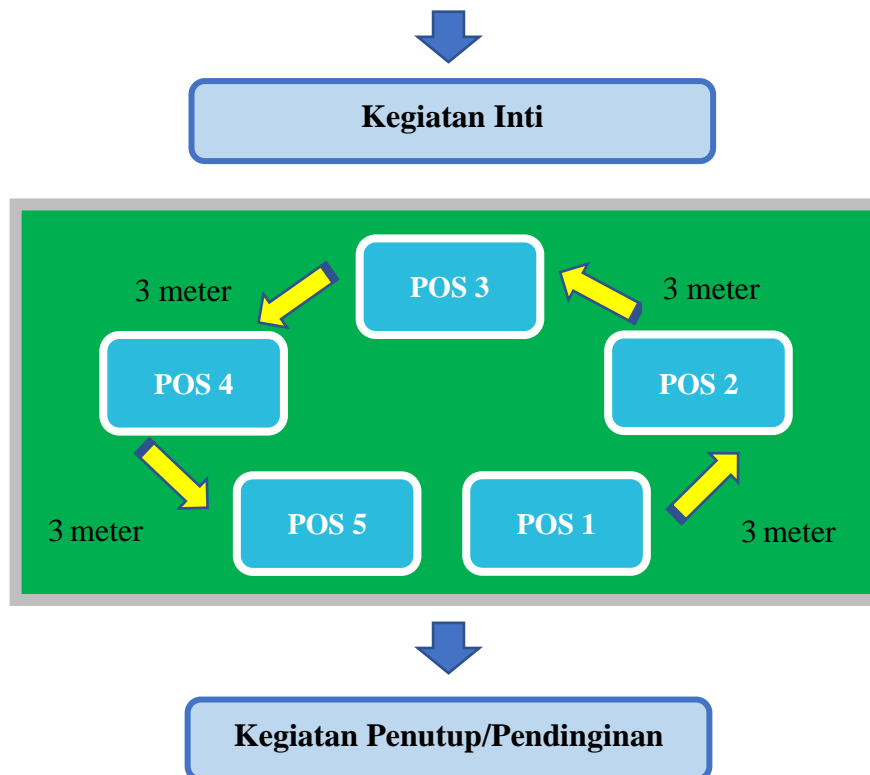 Kegiatan Inti
POS 3
3 meter
3 meter
POS 4
POS 2
POS 5
POS 1
3 meter
3 meter
Kegiatan Penutup/Pendinginan